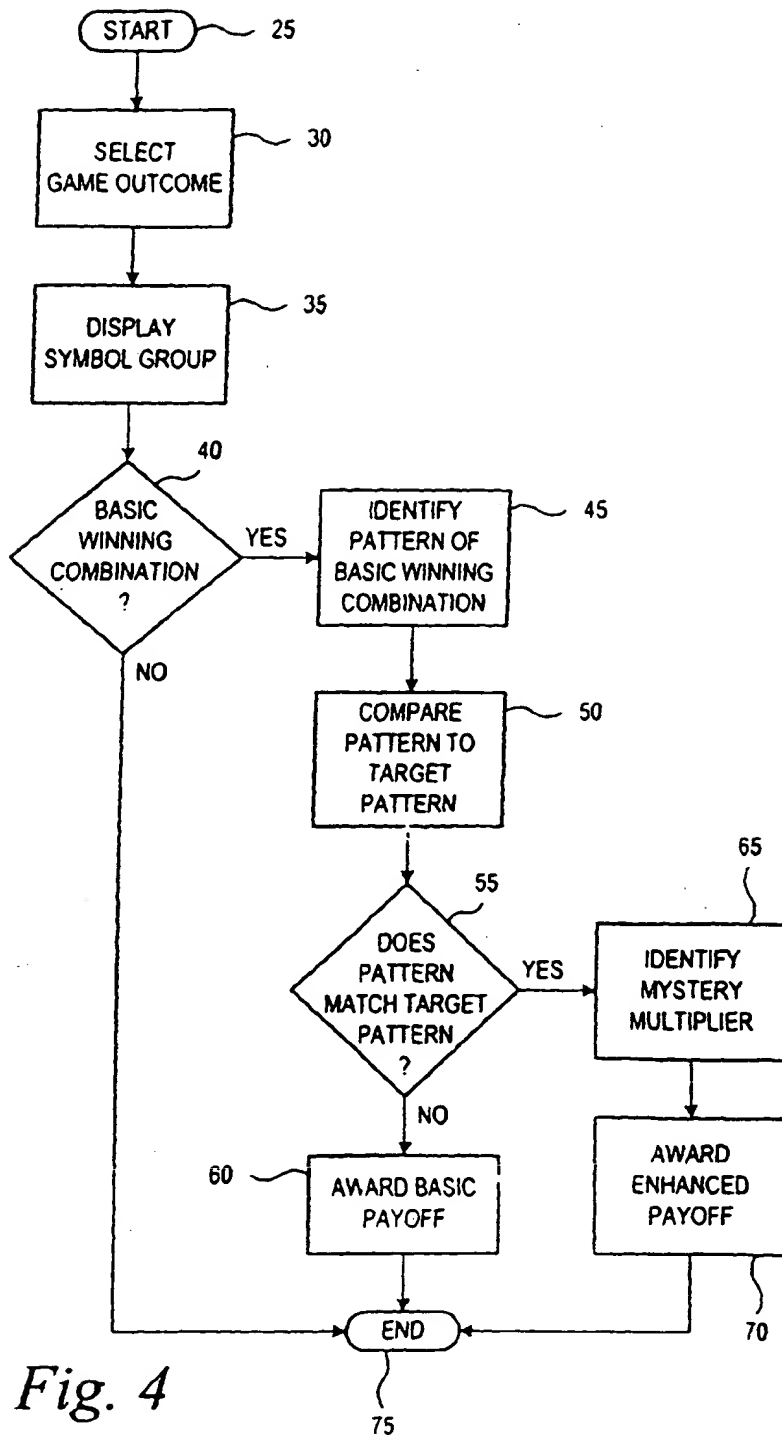 START
25
SELECT
GAME OUTCOME
30
DISPLAY
SYMBOL GROUP
35
BASIC
WINNING
COMBINATION
?
40
YES
NO
IDENTIFY
PATTERN OF
BASIC WINNING
COMBINATION
45
COMPARE
PATTERN TO
TARGET
PATTERN
50
DOES
PATTERN
MATCH TARGET
PATTERN
?
55
YES
NO
IDENTIFY
MYSTERY
MULTIPLIER
65
60
AWARD BASIC
PAYOFF
AWARD
ENHANCED
PAYOFF
70
END
75
Fig. 4